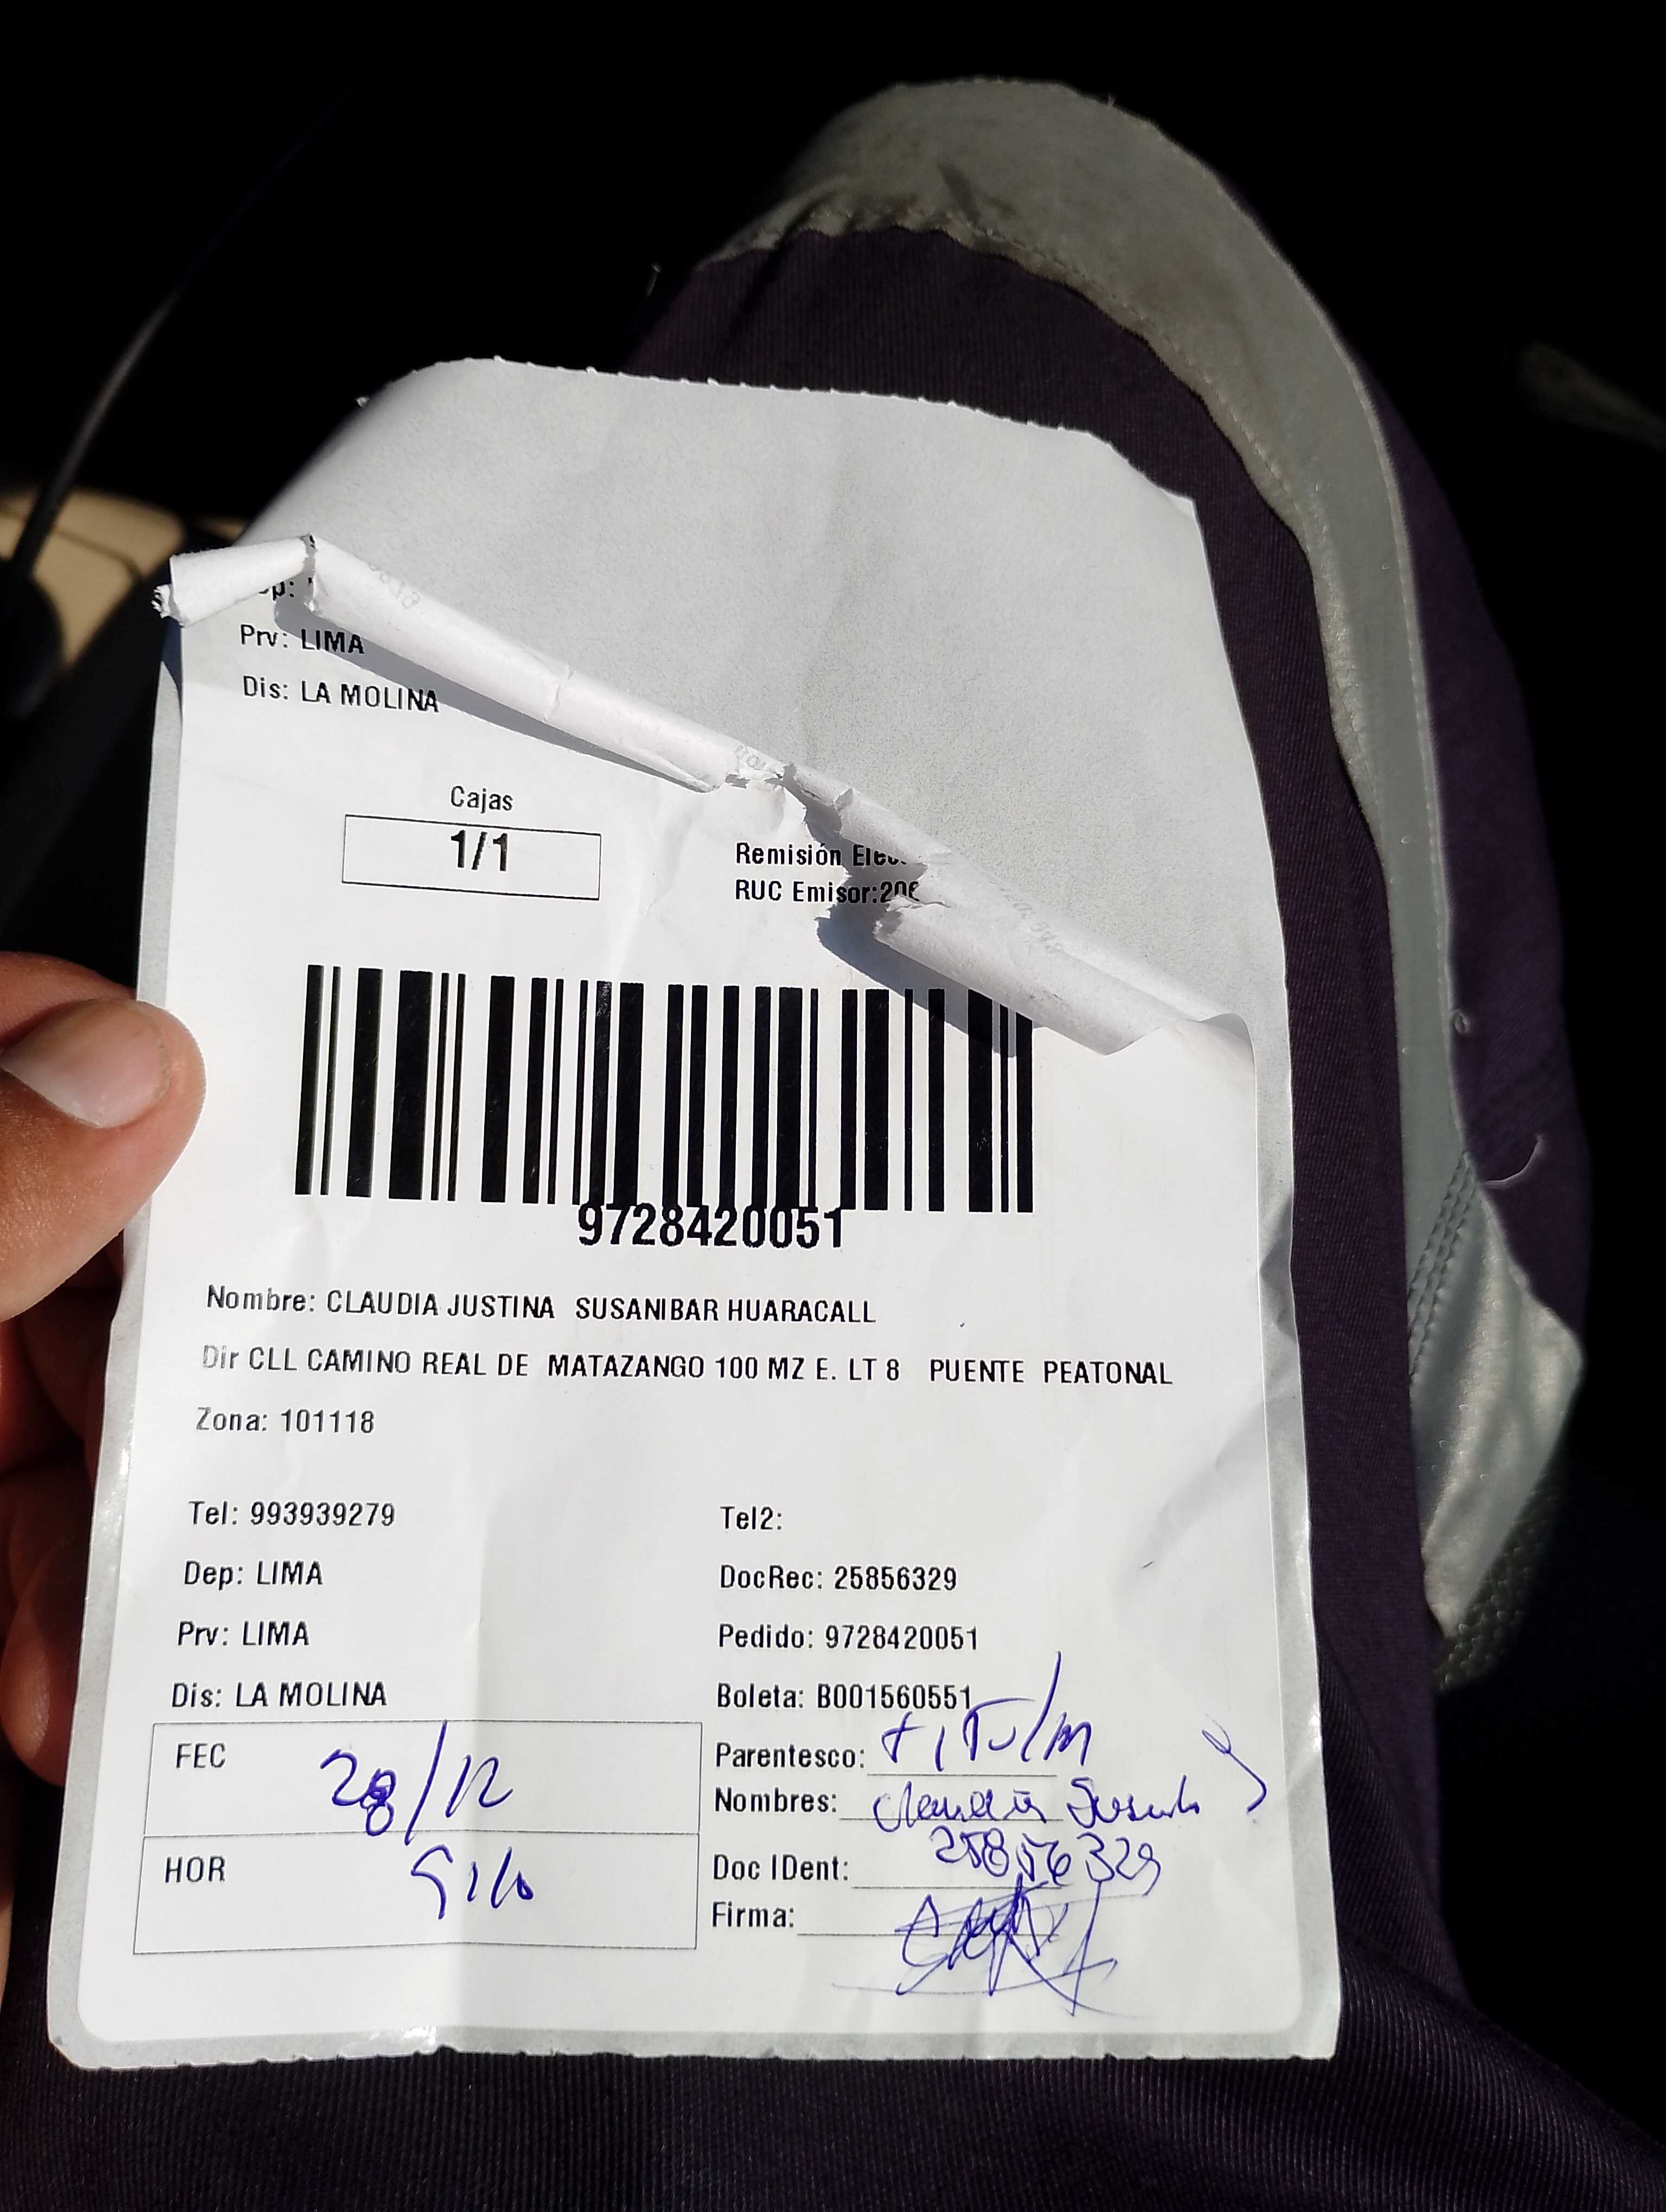 Prv: LIMA
Dis: LA MOLINA
Cajas
1/1
Remisión
RUC Emisor:
9728420051
Nombre: CLAUDIA JUSTINA SUSANIBAR HUARACALL
Dir CLL CAMINO REAL DE MATAZANGO 100 MZ E. LT 8 PUENTE PEATONAL
Zona: 101118
Tel: 993939279 Tel2:
Dep: LIMA DocRec: 25856329
Prv: LIMA Pedido: 9728420051
Dis: LA MOLINA Boleta: B001560551
FEC 28/12 Parentesco:
Nombres: Claudia
HOR Doc IDent: 25856329
Firma: